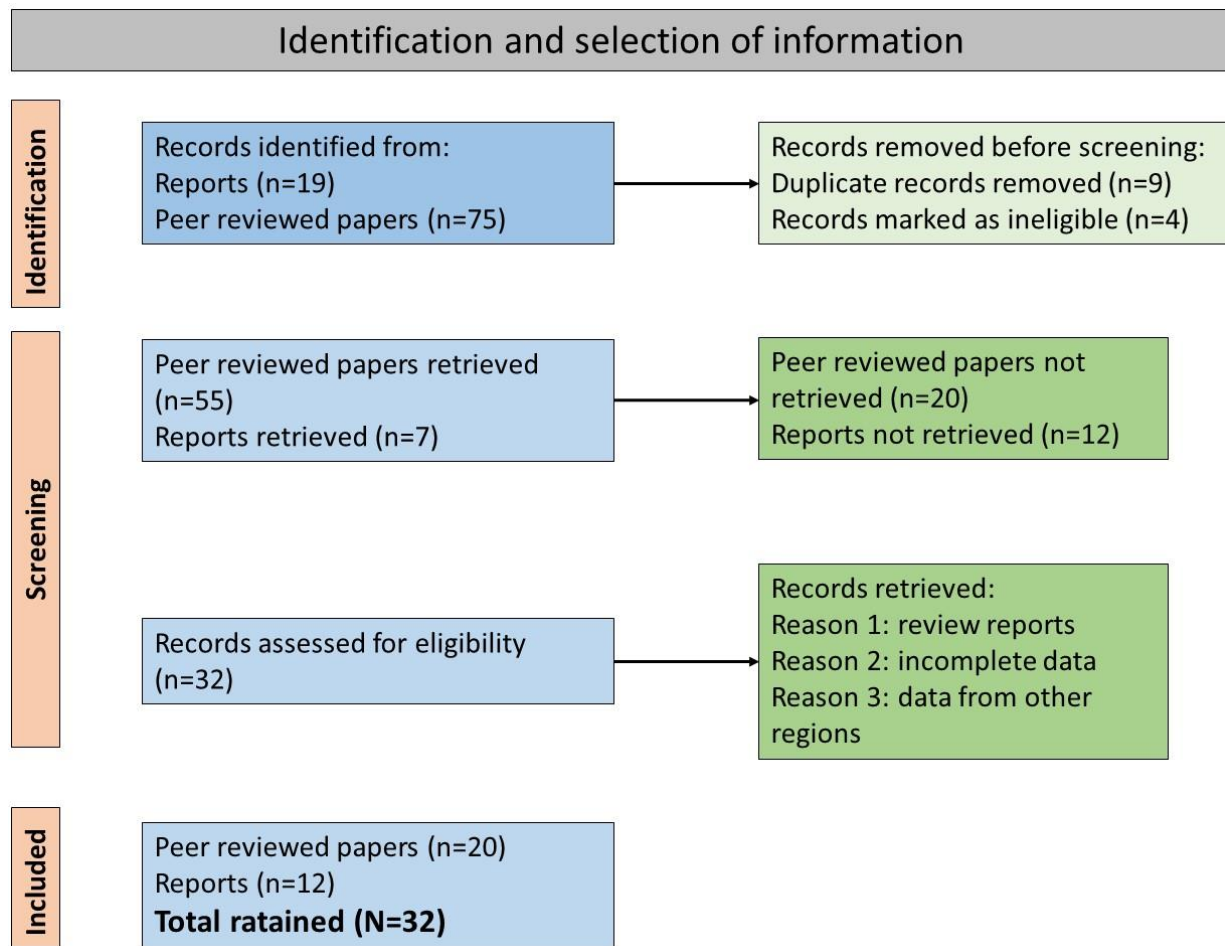 Identification and selection of information
Identification
Records identified from:
Reports (n=19)
Peer reviewed papers (n=75)
Records removed before screening:
Duplicate records removed (n=9)
Records marked as ineligible (n=4)
Screening
Peer reviewed papers retrieved
(n=55)
Reports retrieved (n=7)
Peer reviewed papers not
retrieved (n=20)
Reports not retrieved (n=12)
Records assessed for eligibility
(n=32)
Records retrieved:
Reason 1: review reports
Reason 2: incomplete data
Reason 3: data from other
regions
Included
Peer reviewed papers (n=20)
Reports (n=12)
Total ratained (N=32)